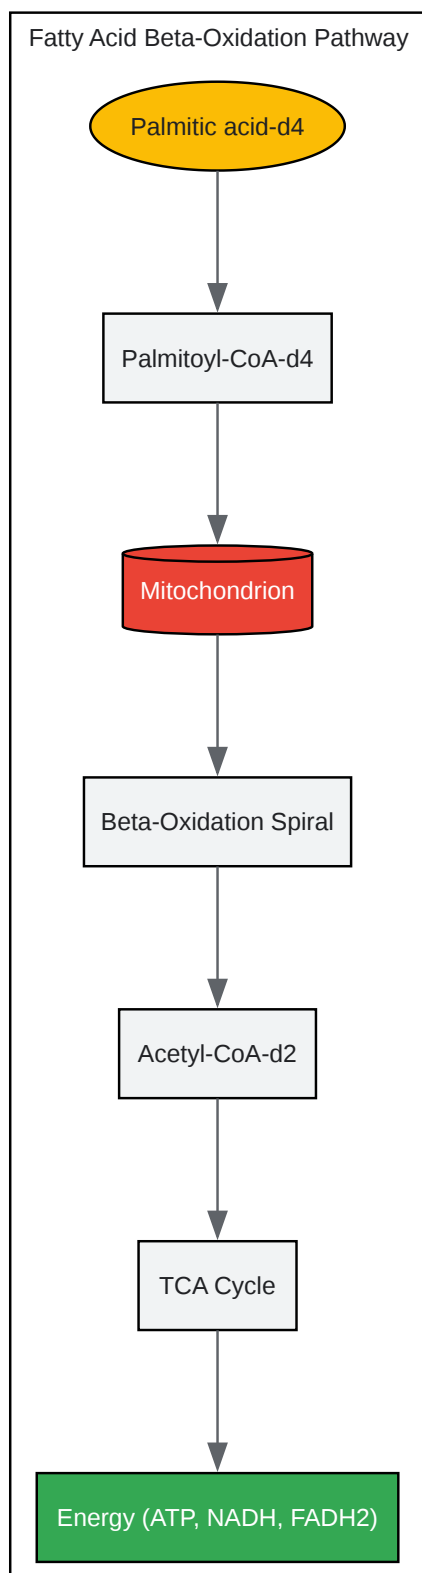 Fatty Acid Beta-Oxidation Pathway
Palmitic acid-d4
Palmitoyl-CoA-d4
Mitochondrion
Beta-Oxidation Spiral
Acetyl-CoA-d2
TCA Cycle
Energy (ATP, NADH, FADH2)